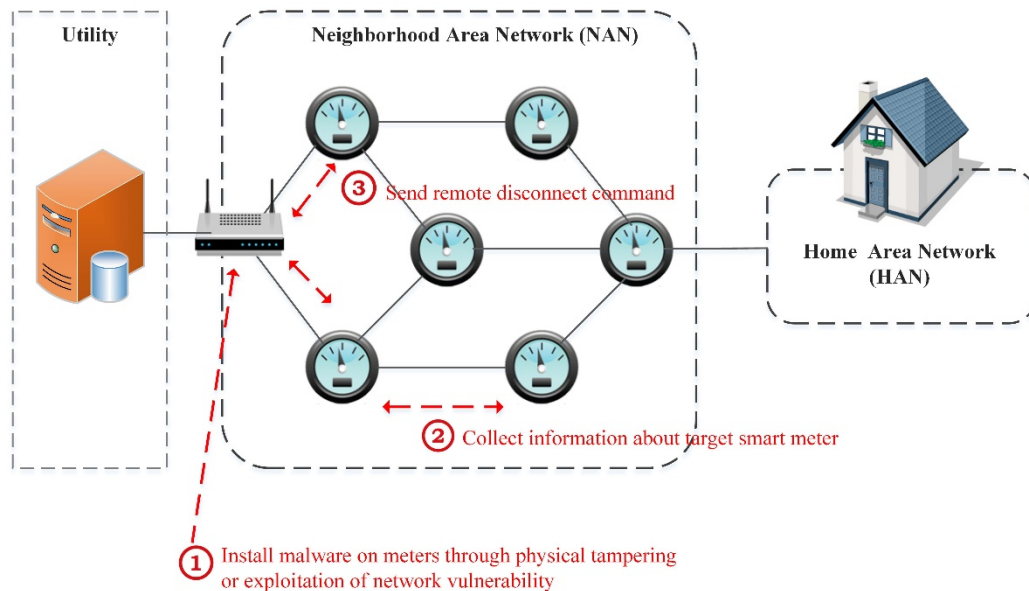 Utility
Neighborhood Area Network (NAN)
3 Send remote disconnect command
Home Area Network
(HAN)
2 Collect information about target smart meter
1 Install malware on meters through physical tampering
or exploitation of network vulnerability